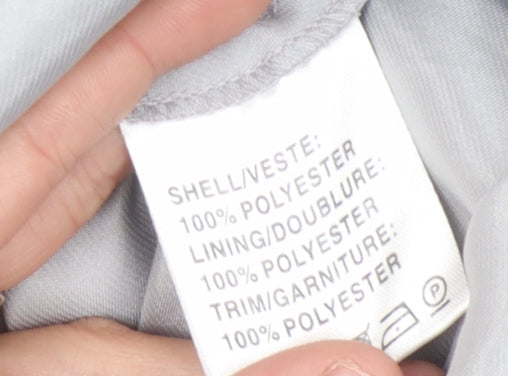 SHELL/VESTE:
100% POLYESTER
LINING/DOUBLURE:
100% POLYESTER
TRIM/GARNITURE:
100% POLYESTER
P